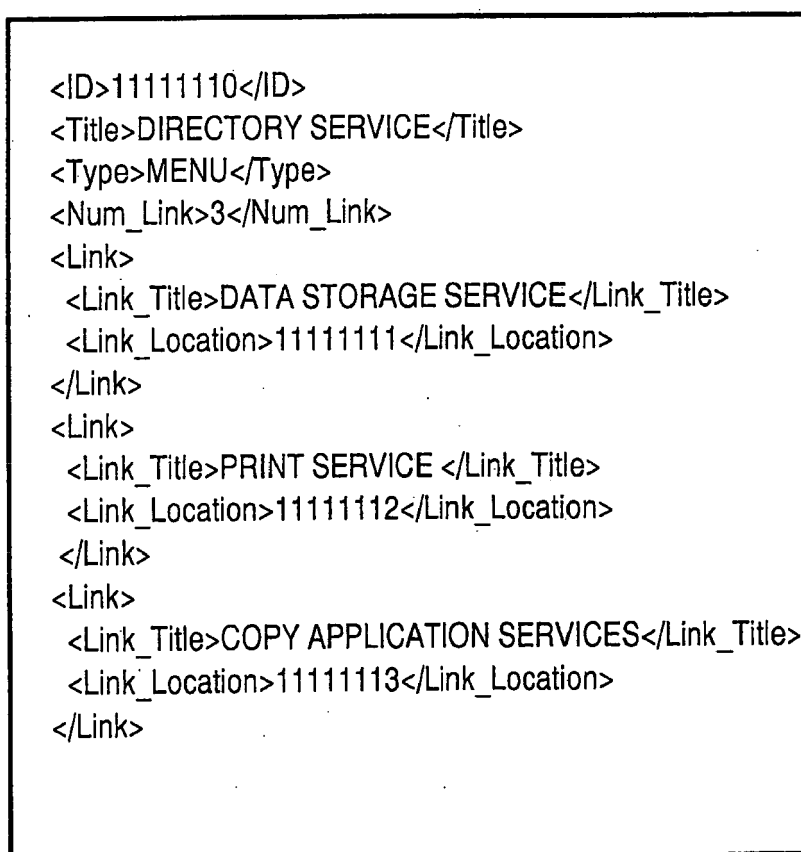 <ID>11111110</ID>
<Title>DIRECTORY SERVICE</Title>
<Type>MENU</Type>
<Num_Link>3</Num_Link>
<Link>
<Link_Title>DATA STORAGE SERVICE</Link_Title>
<Link_Location>11111111</Link_Location>
</Link>
<Link>
<Link_Title>PRINT SERVICE </Link_Title>
<Link_Location>11111112</Link_Location>
</Link>
<Link>
<Link_Title>COPY APPLICATION SERVICES</Link_Title>
<Link_Location>11111113</Link_Location>
</Link>